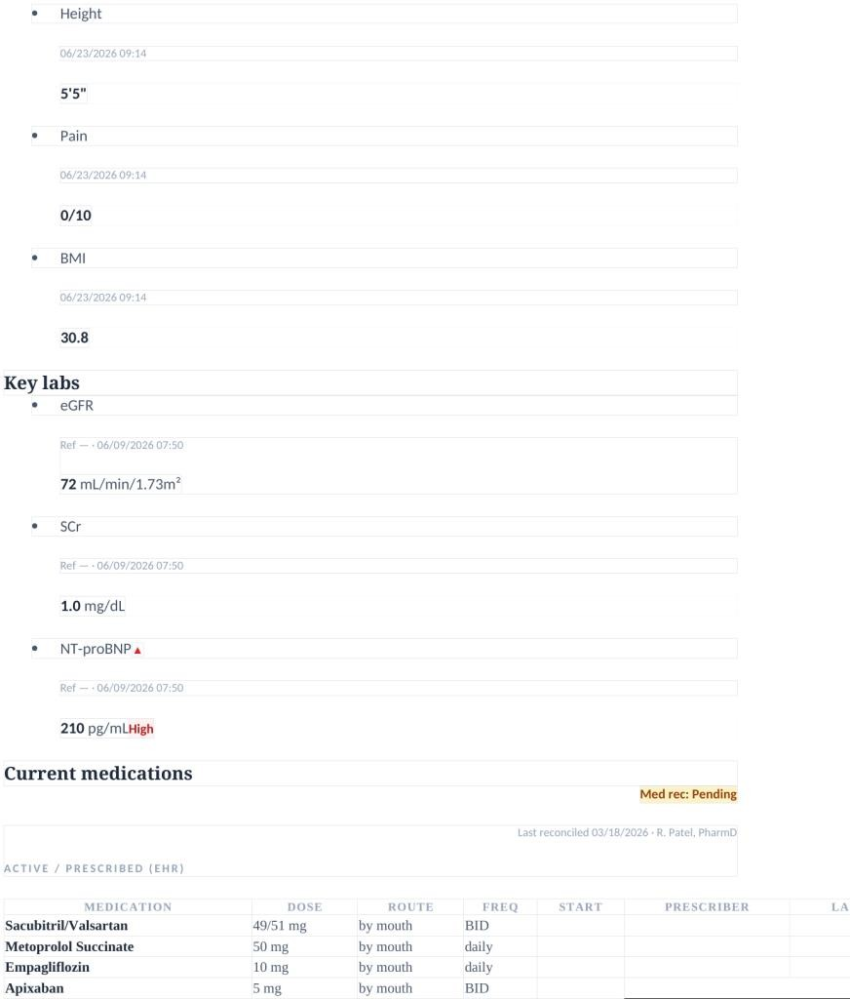 • Height
06/23/2026 09:14
5'5"
• Pain
06/23/2026 09:14
0/10
• BMI
06/23/2026 09:14
30.8
Key labs
• eGFR
Ref — · 06/09/2026 07:50
72 mL/min/1.73m²
• SCr
Ref — · 06/09/2026 07:50
1.0 mg/dL
• NT-proBNP▲
Ref — · 06/09/2026 07:50
210 pg/mLHigh
Current medications
Med rec: Pending
Last reconciled 03/18/2026 · R. Patel, PharmD
ACTIVE / PRESCRIBED (EHR)
MEDICATION DOSE ROUTE FREQ START PRESCRIBER LA
Sacubitril/Valsartan 49/51 mg by mouth BID
Metoprolol Succinate 50 mg by mouth daily
Empagliflozin 10 mg by mouth daily
Apixaban 5 mg by mouth BID